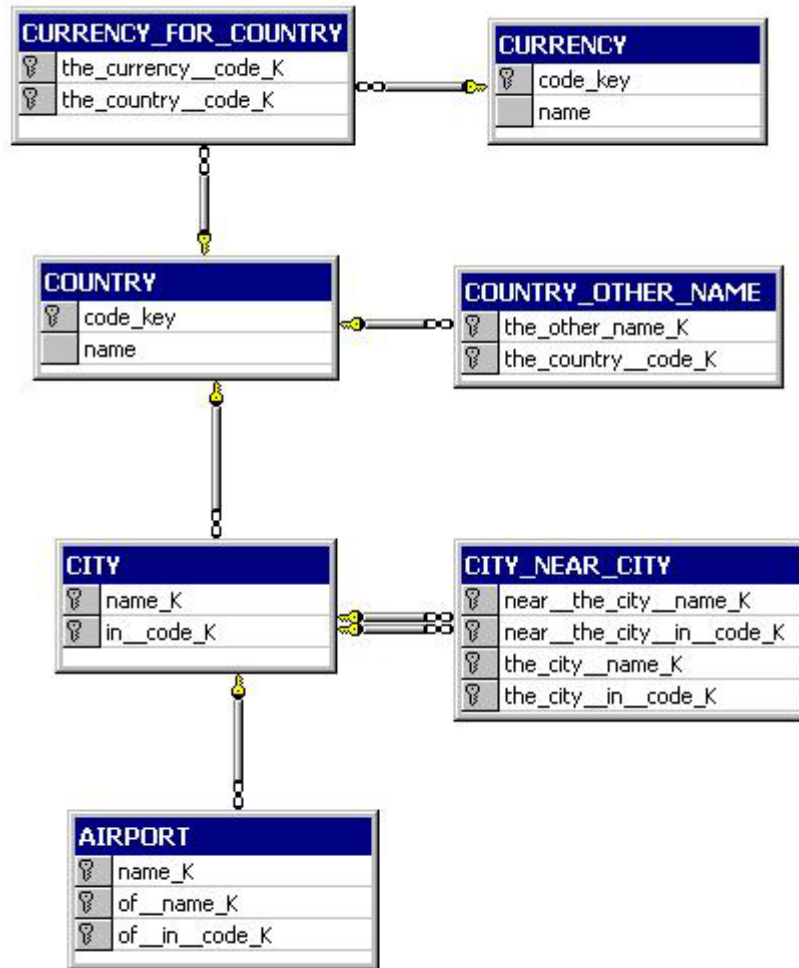 CURRENCY_FOR_COUNTRY
the_currency__code_K
the_country__code_K
CURRENCY
code_key
name
COUNTRY
code_key
name
COUNTRY_OTHER_NAME
the_other_name_K
the_country__code_K
CITY
name_K
in__code_K
CITY_NEAR_CITY
near__the_city__name_K
near__the_city__in__code_K
the_city__name_K
the_city__in__code_K
AIRPORT
name_K
of__name_K
of__in__code_K